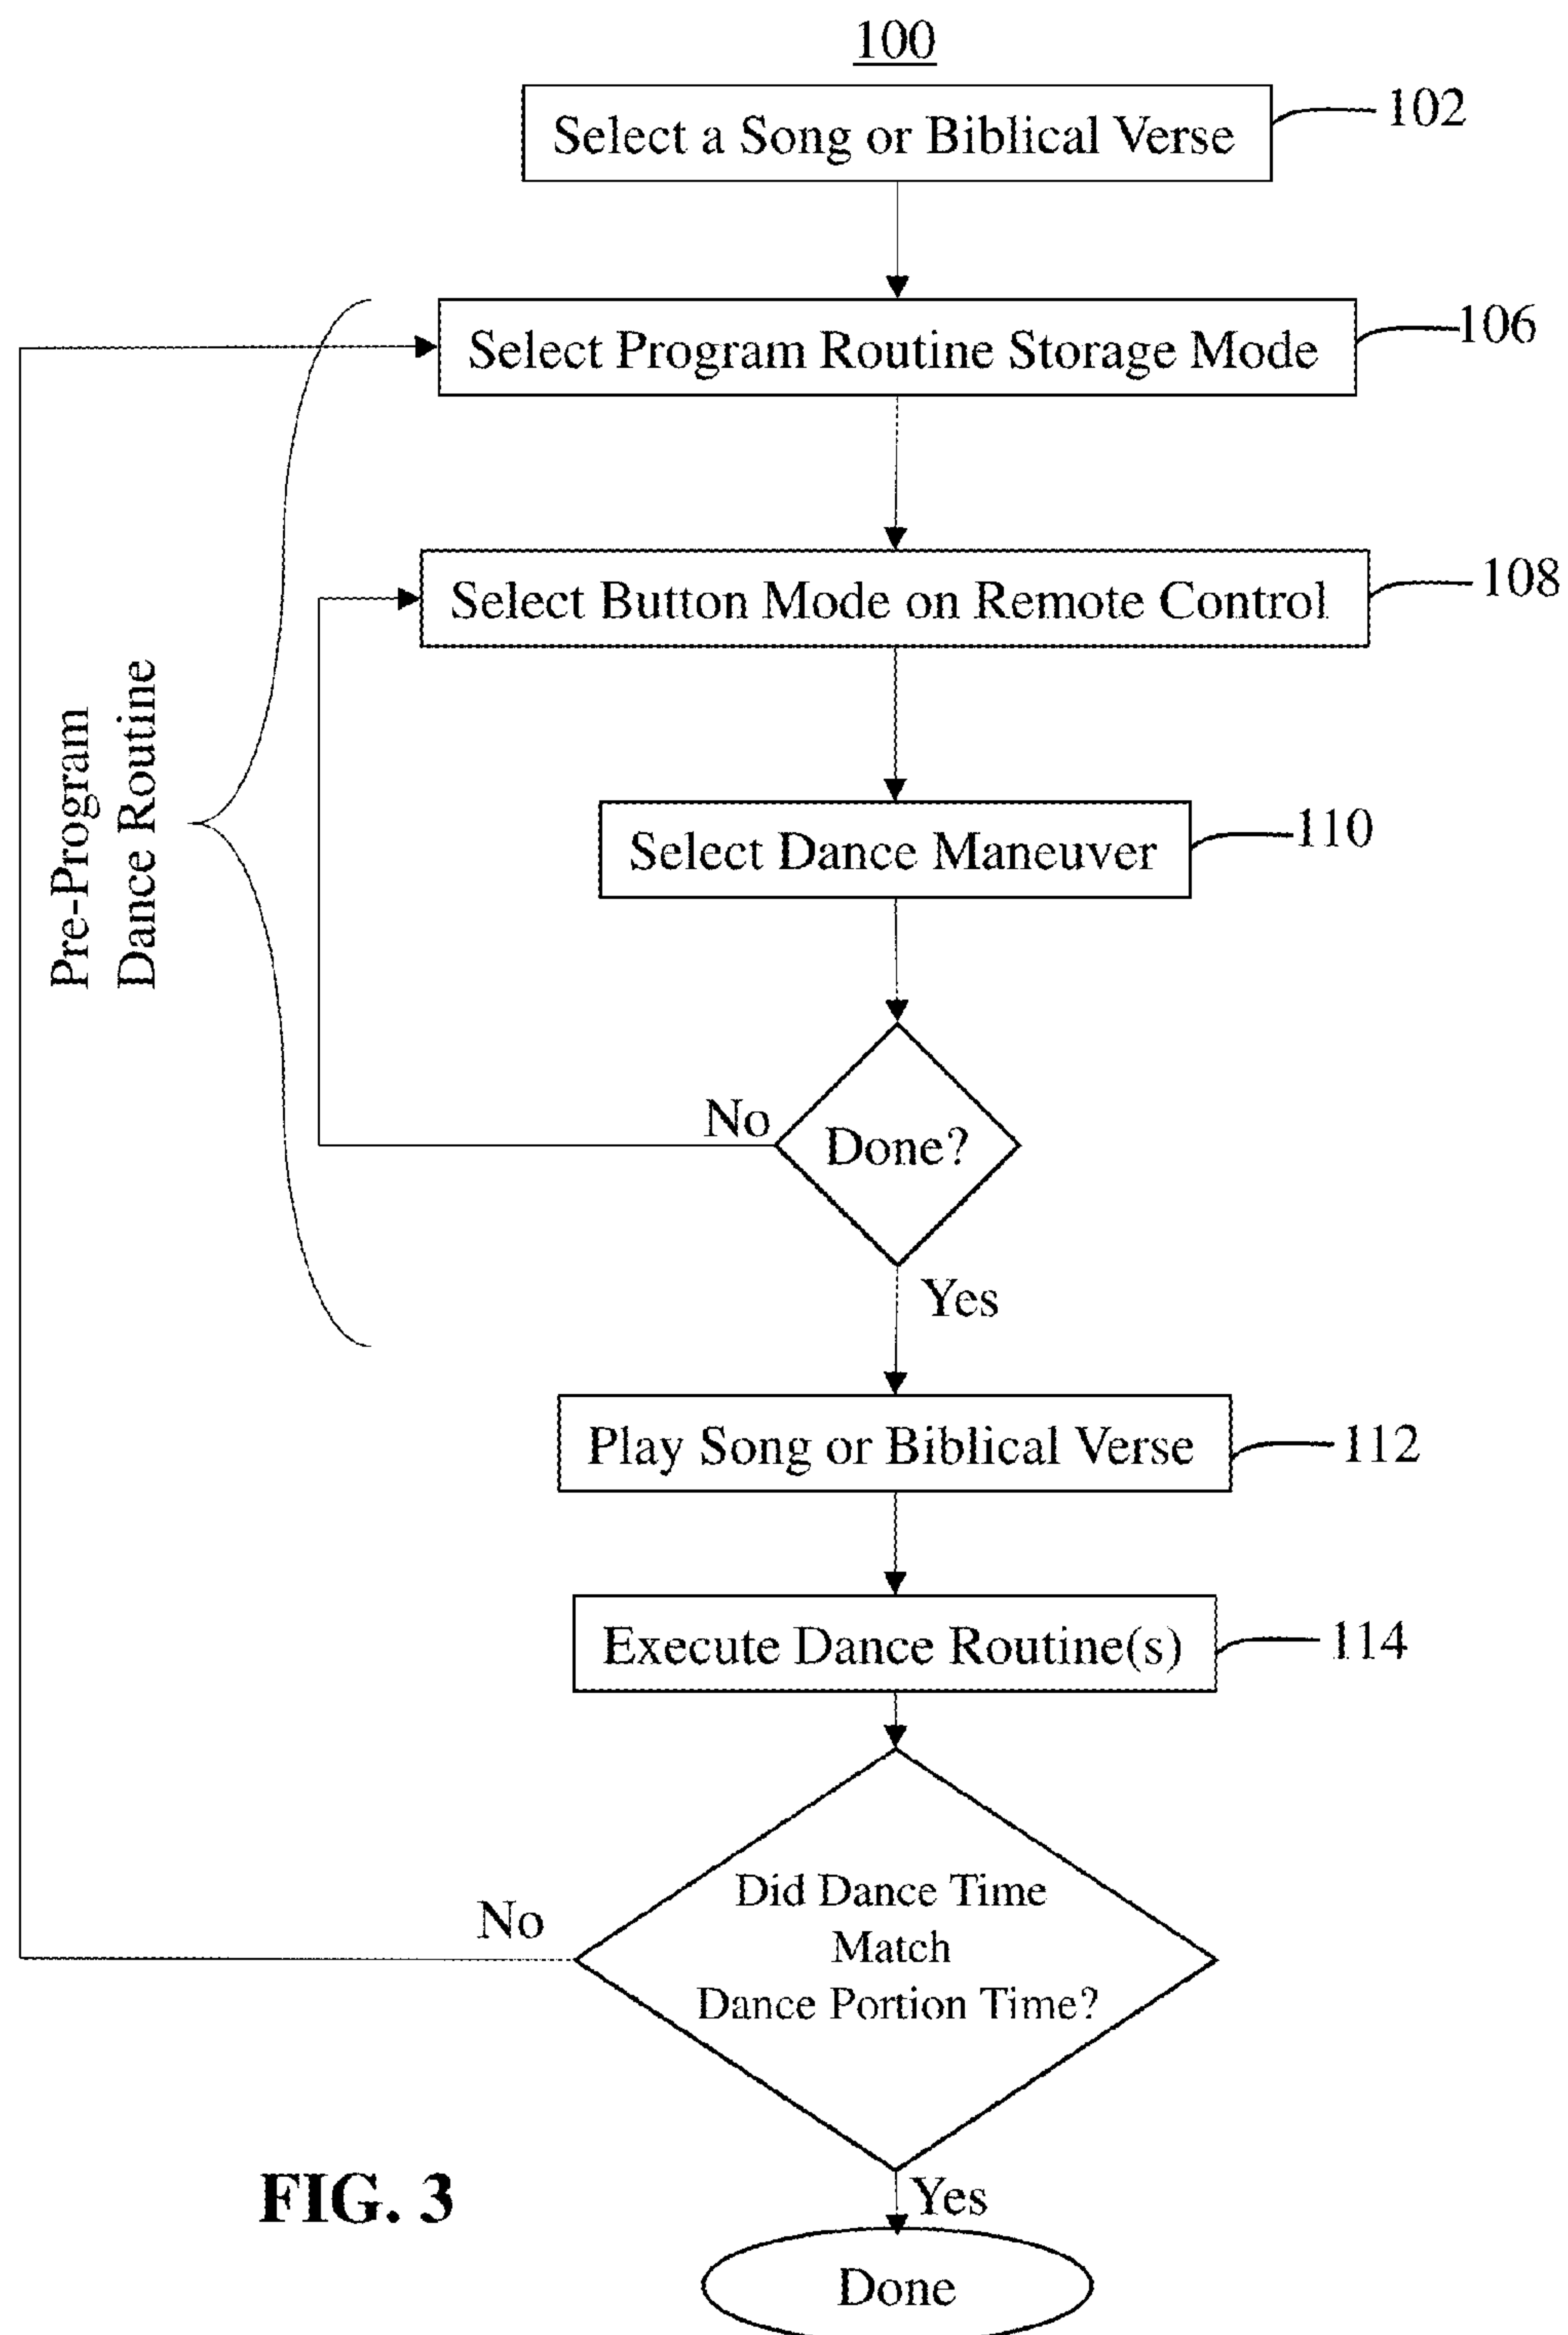 100
Select a Song or Biblical Verse
102
Select Program Routine Storage Mode
106
Select Button Mode on Remote Control
108
Pre-Program
Dance Routine
Select Dance Maneuver
110
No
Done?
Yes
Play Song or Biblical Verse
112
Execute Dance Routine(s)
114
No
Did Dance Time
Match
Dance Portion Time?
Yes
FIG. 3
Done